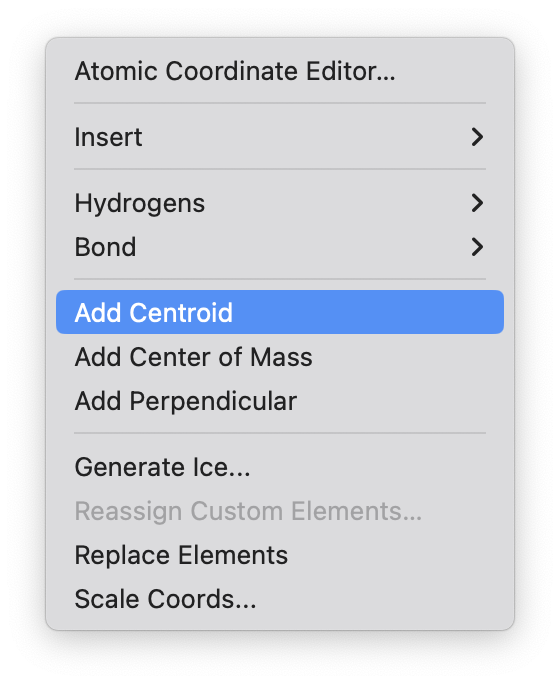 Atomic Coordinate Editor...
Insert
Hydrogens
Bond
Add Centroid
Add Center of Mass
Add Perpendicular
Generate Ice...
Reassign Custom Elements...
Replace Elements
Scale Coords...